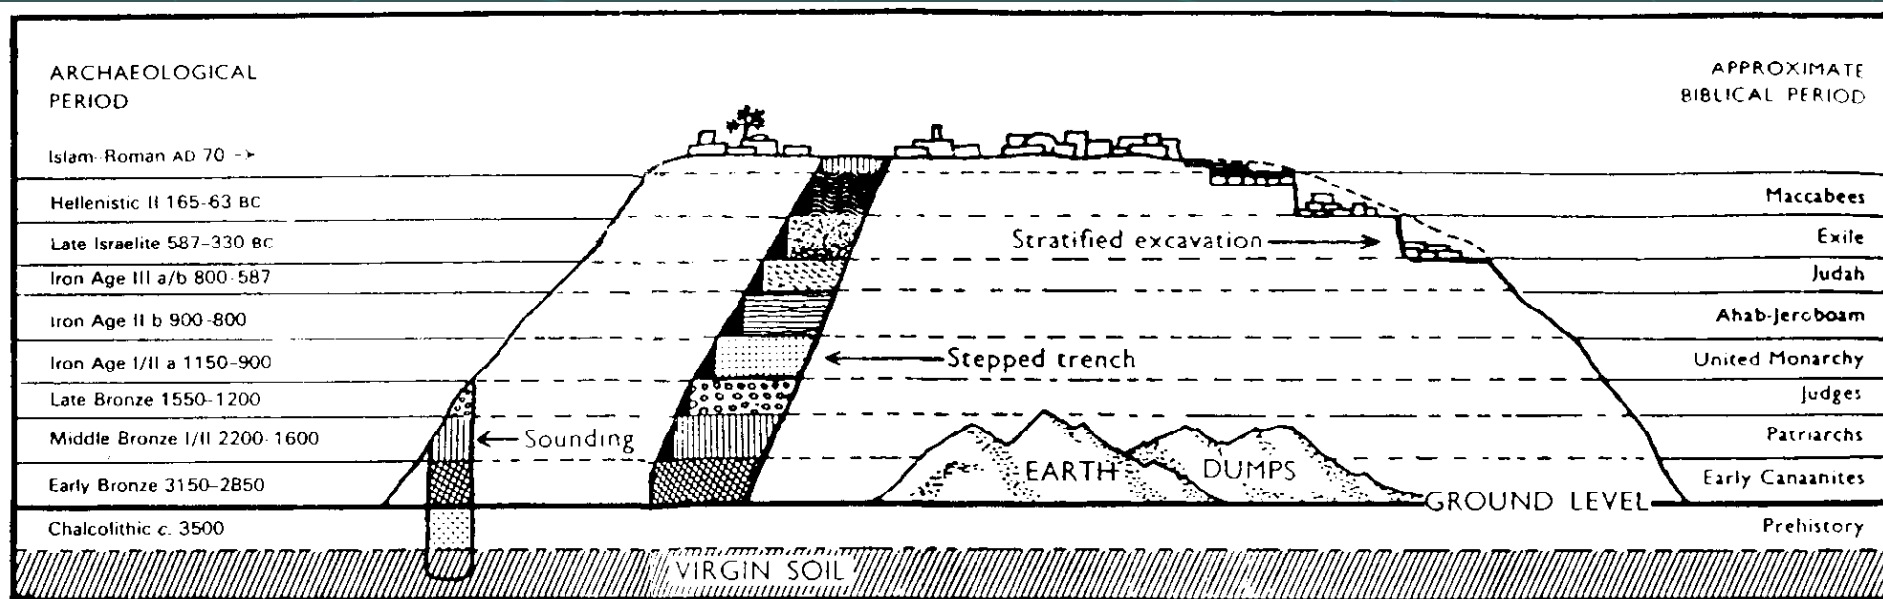 ARCHAEOLOGICAL
PERIOD
APPROXIMATE
BIBLICAL PERIOD
Islam-Roman AD 70 →
Hellenistic II 165-63 BC
Maccabees
Late Israelite 587-330 BC
Stratified excavation
Exile
Iron Age III a/b 800-587
Judah
Iron Age II b 900-800
Ahab-Jeroboam
Iron Age I/II a 1150-900
Stepped trench
United Monarchy
Late Bronze 1550-1200
Judges
Middle Bronze I/II 2200-1600
Sounding
Patriarchs
Early Bronze 3150-2850
EARTH DUMPS
Early Canaanites
GROUND LEVEL
Chalcolithic c. 3500
Prehistory
VIRGIN SOIL